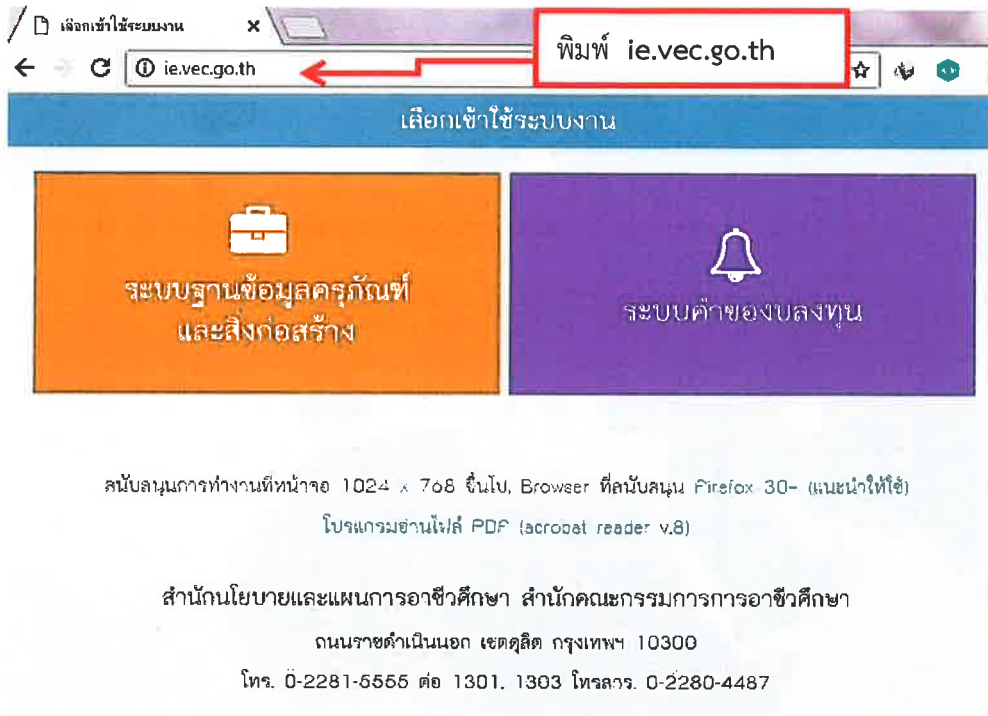 เลือกเข้าใช้ระบบงาน
พิมพ์ ie.vec.go.th
ie.vec.go.th
เลือกเข้าใช้ระบบงาน
ระบบฐานข้อมูลครุภัณฑ์
และสิ่งก่อสร้าง
ระบบคำของบลงทุน
สนับสนุนการทำงานที่หน้าจอ 1024 x 768 ขึ้นไป, Browser ที่สนับสนุน Firefox 30- (แนะนำให้ใช้)
โปรแกรมอ่านไฟล์ PDF (acrobat reader v.8)
สำนักนโยบายและแผนการอาชีวศึกษา สำนักคณะกรรมการการอาชีวศึกษา
ถนนราชดำเนินนอก เขตดุสิต กรุงเทพฯ 10300
โทร. 0-2281-5555 ต่อ 1301, 1303 โทรสาร. 0-2280-4487